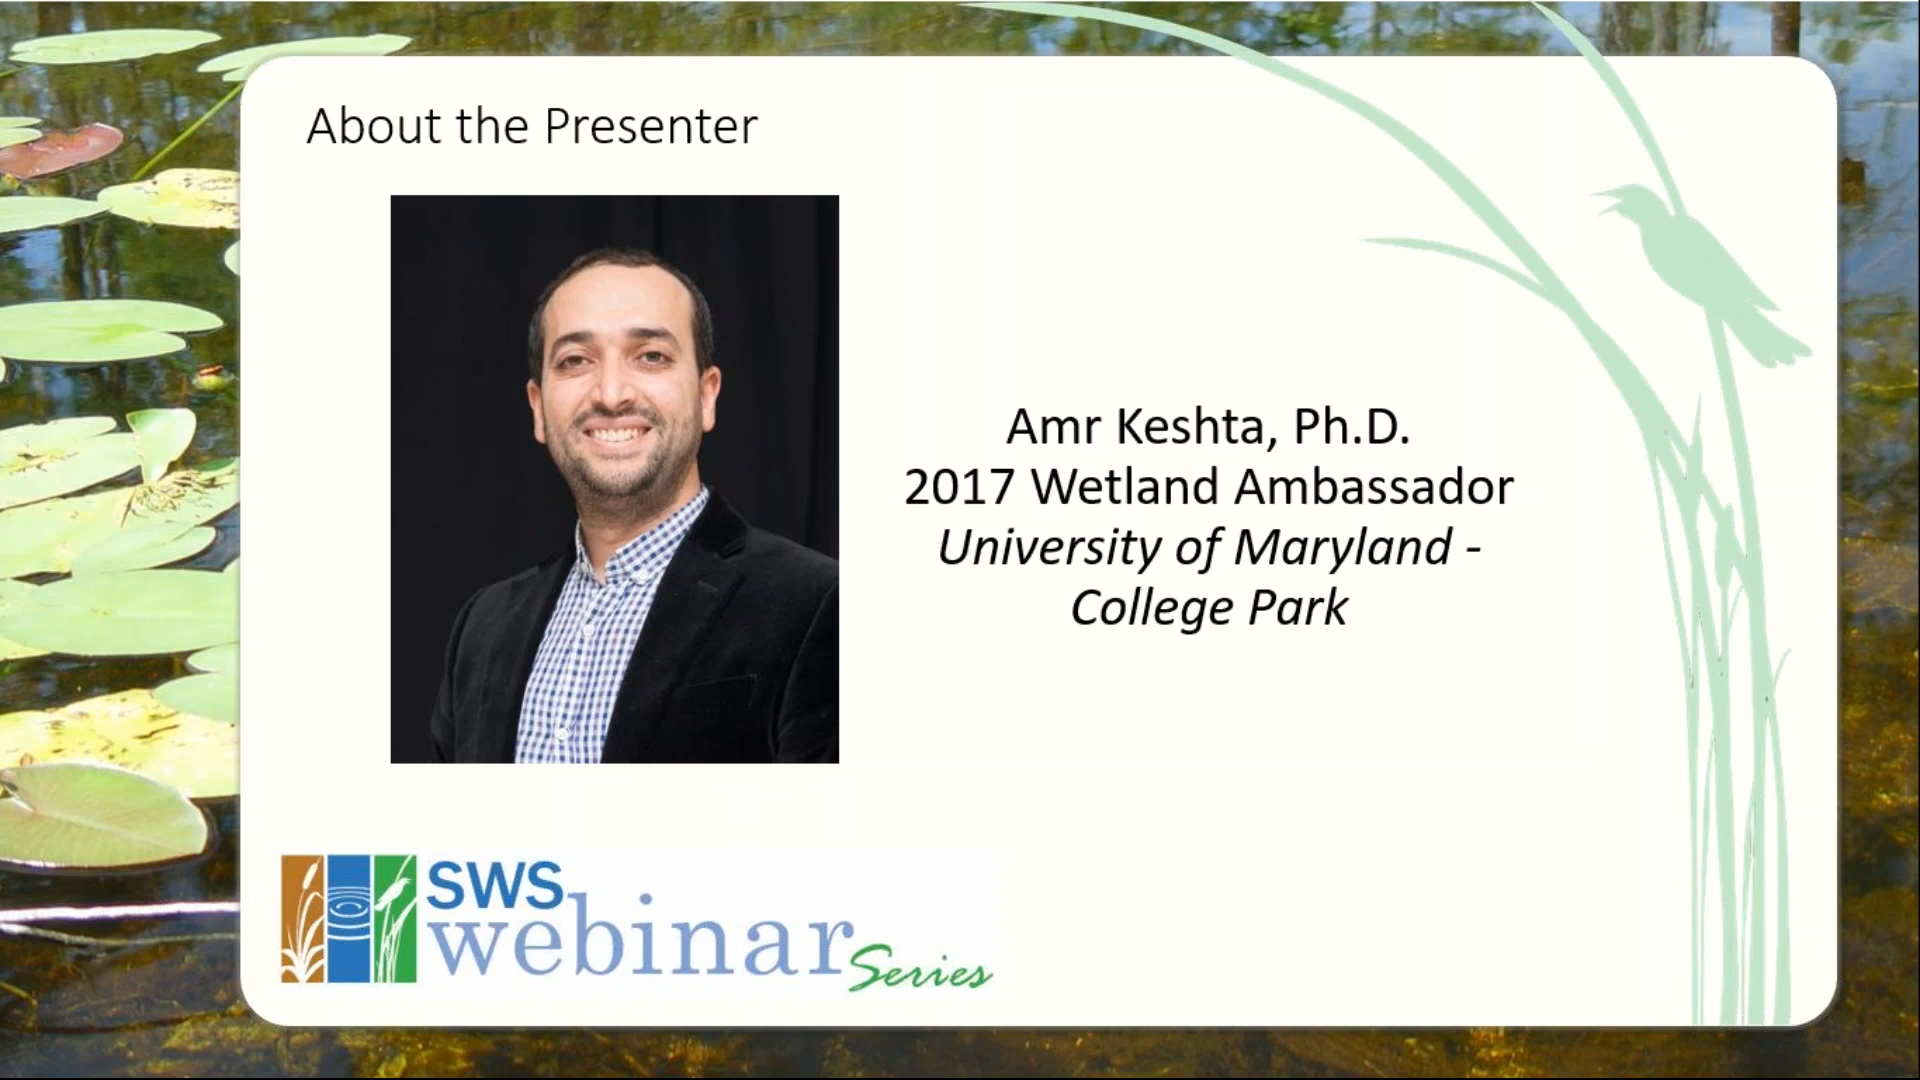 About the Presenter
Amr Keshta, Ph.D.
2017 Wetland Ambassador
University of Maryland -
College Park
SWS
webinar Series